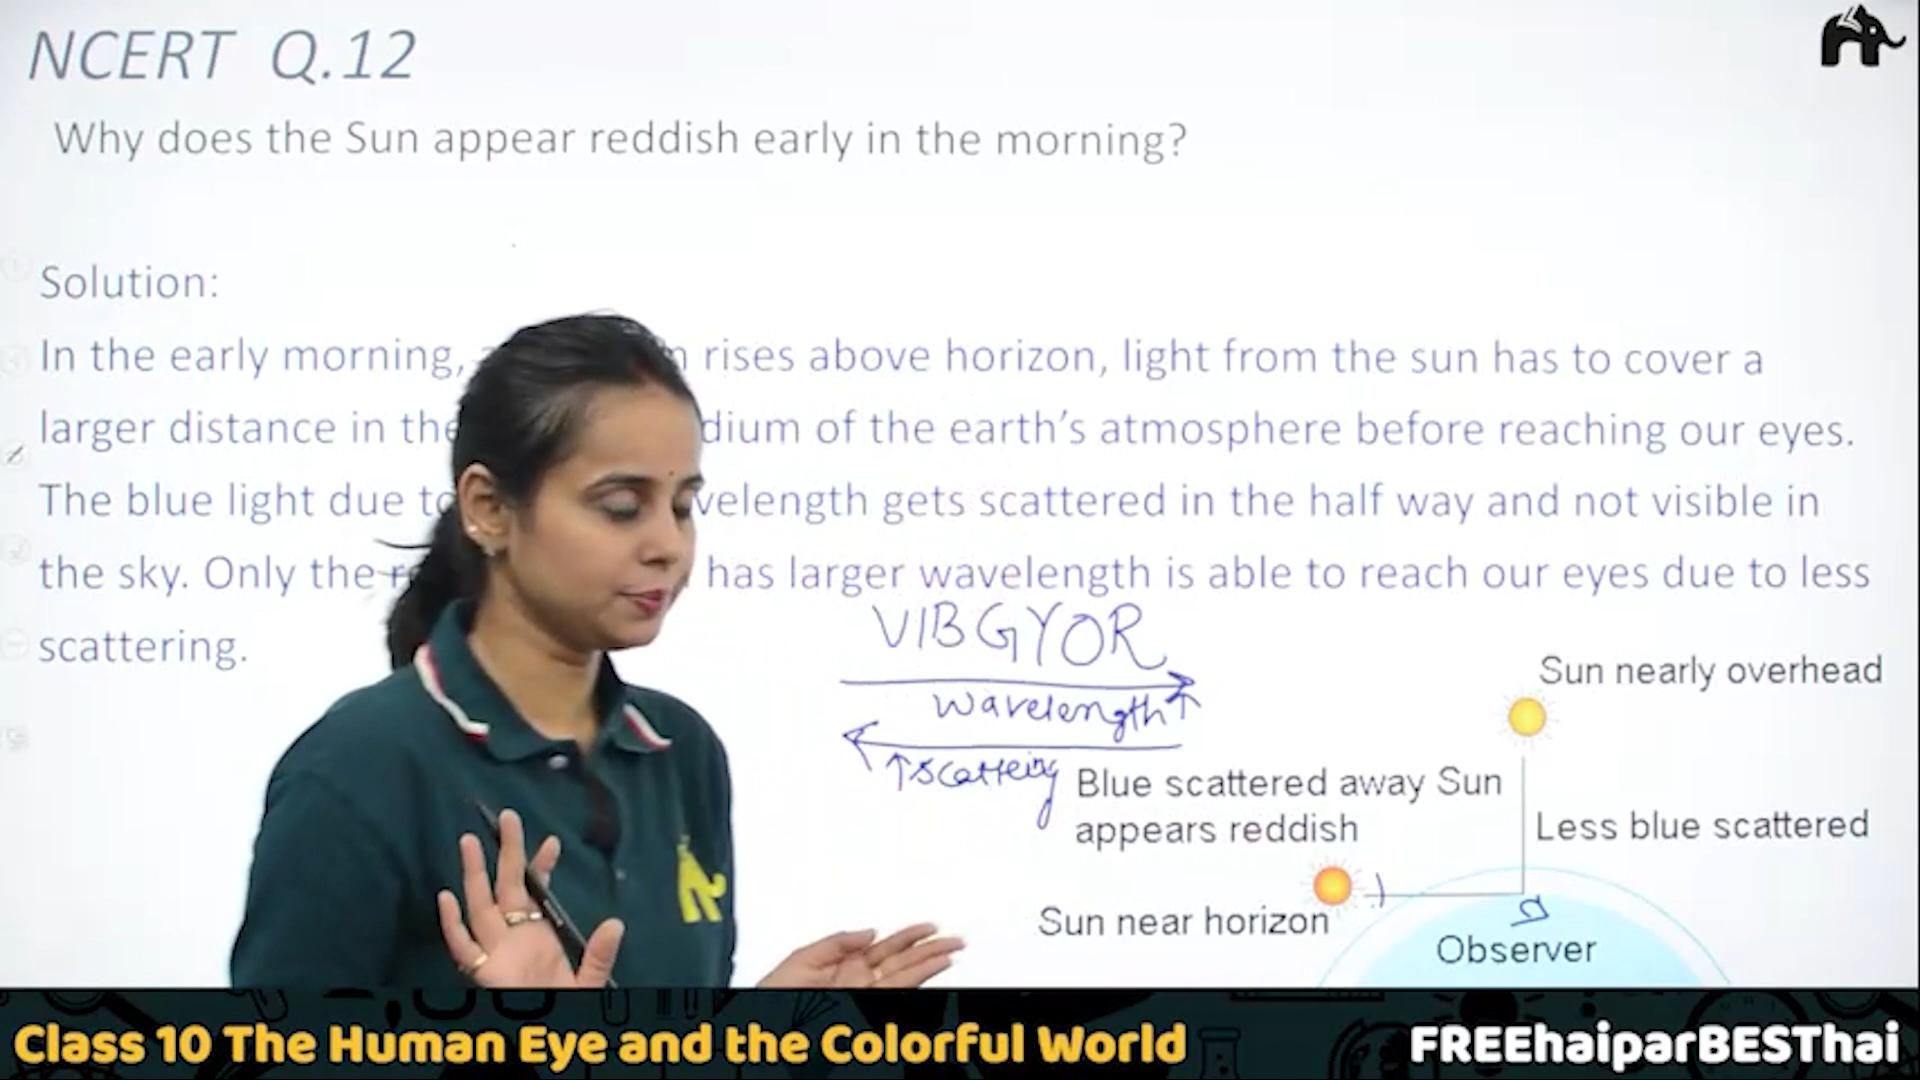 NCERT Q.12
Why does the Sun appear reddish early in the morning?
Solution:
In the early morning, rises above horizon, light from the sun has to cover a
larger distance in the dium of the earth's atmosphere before reaching our eyes.
The blue light due to velength gets scattered in the half way and not visible in
the sky. Only the has larger wavelength is able to reach our eyes due to less
scattering.
VIBGYOR
Wavelength↑
↑Scattering
Sun nearly overhead
Blue scattered away Sun
appears reddish
Less blue scattered
Sun near horizon
Observer
Class 10 The Human Eye and the Colorful World
FREEhaiparBESThai